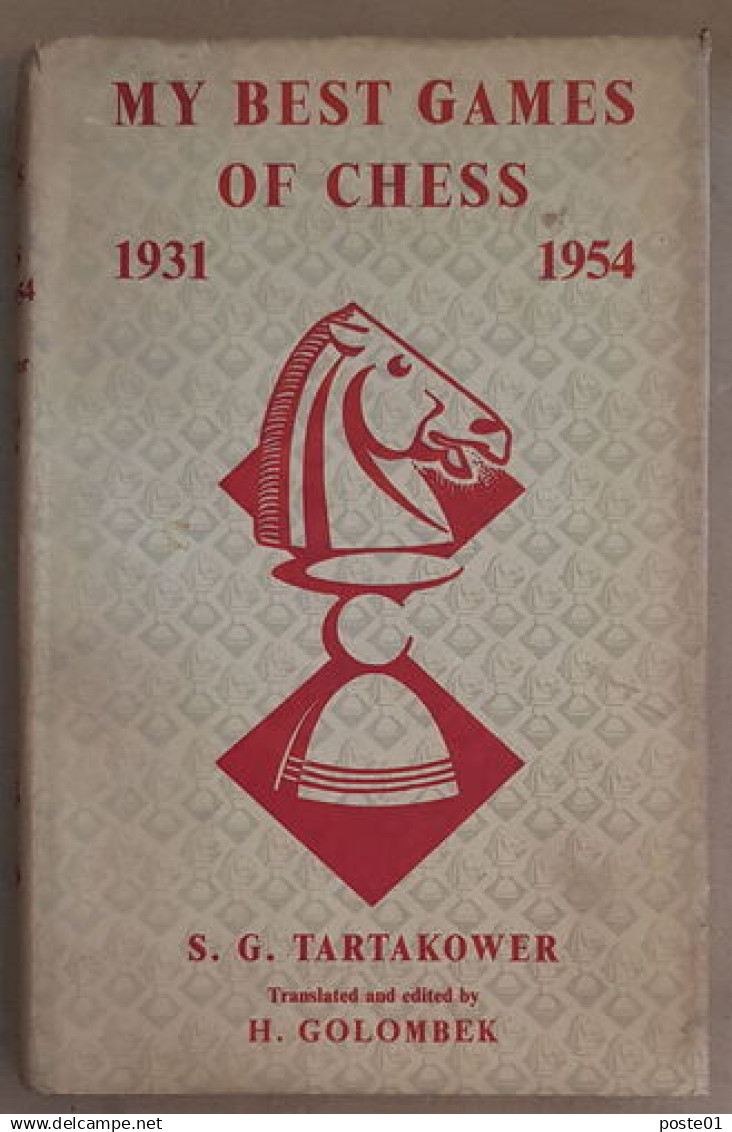 MY BEST GAMES
OF CHESS
1931 1954
S. G. TARTAKOWER
Translated and edited by
H. GOLOMBEK
www.delcampe.net
poste01